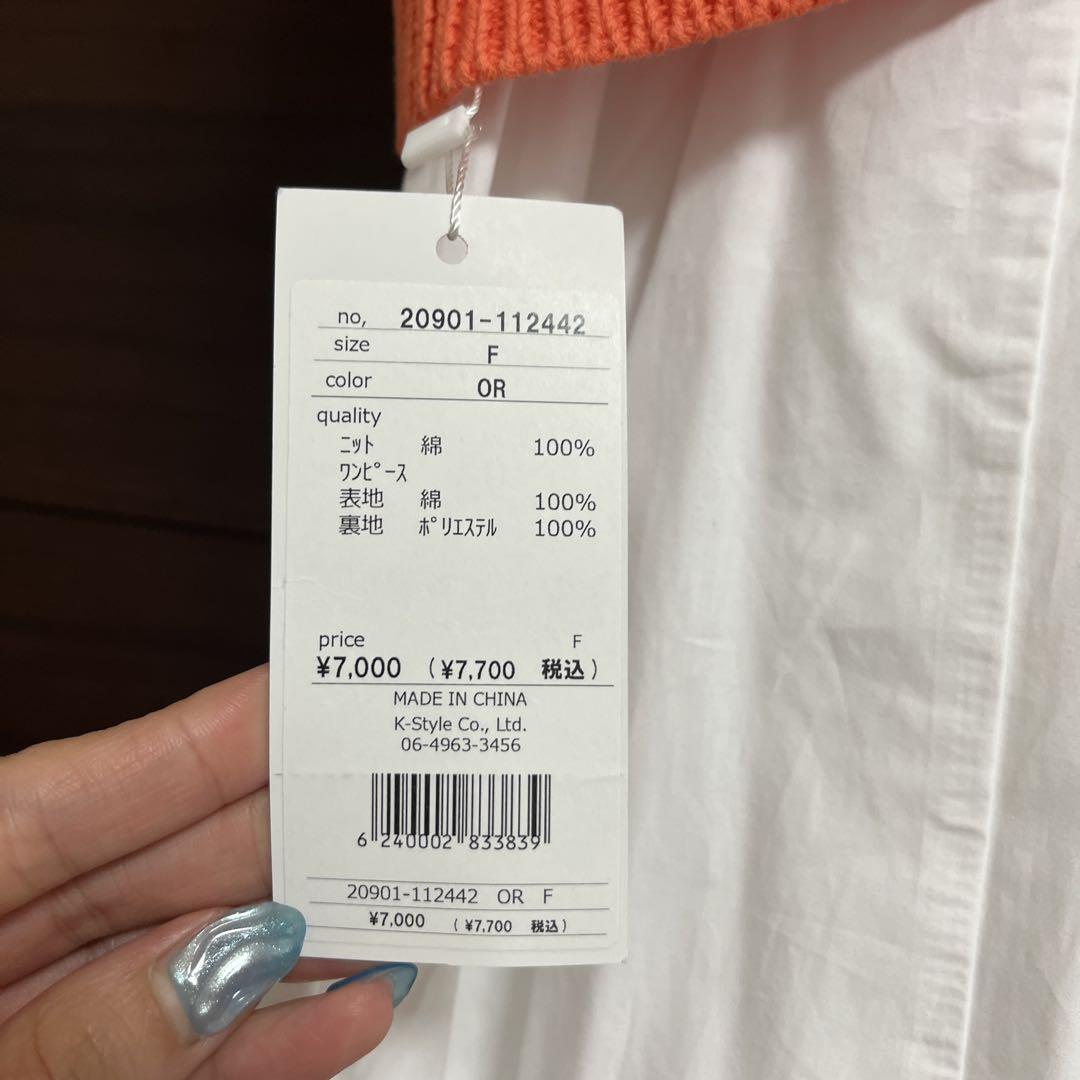 no, 20901-112442
size F
color OR
quality
ﾆｯﾄ 綿 100%
ﾜﾝﾋﾟｰｽ
表地 綿 100%
裏地 ﾎﾟﾘｴｽﾃﾙ 100%
price F
¥7,000 (¥7,700 税込)
MADE IN CHINA
K-Style Co., Ltd.
06-4963-3456
6 240002 833839
20901-112442 OR F
¥7,000 (¥7,700 税込)